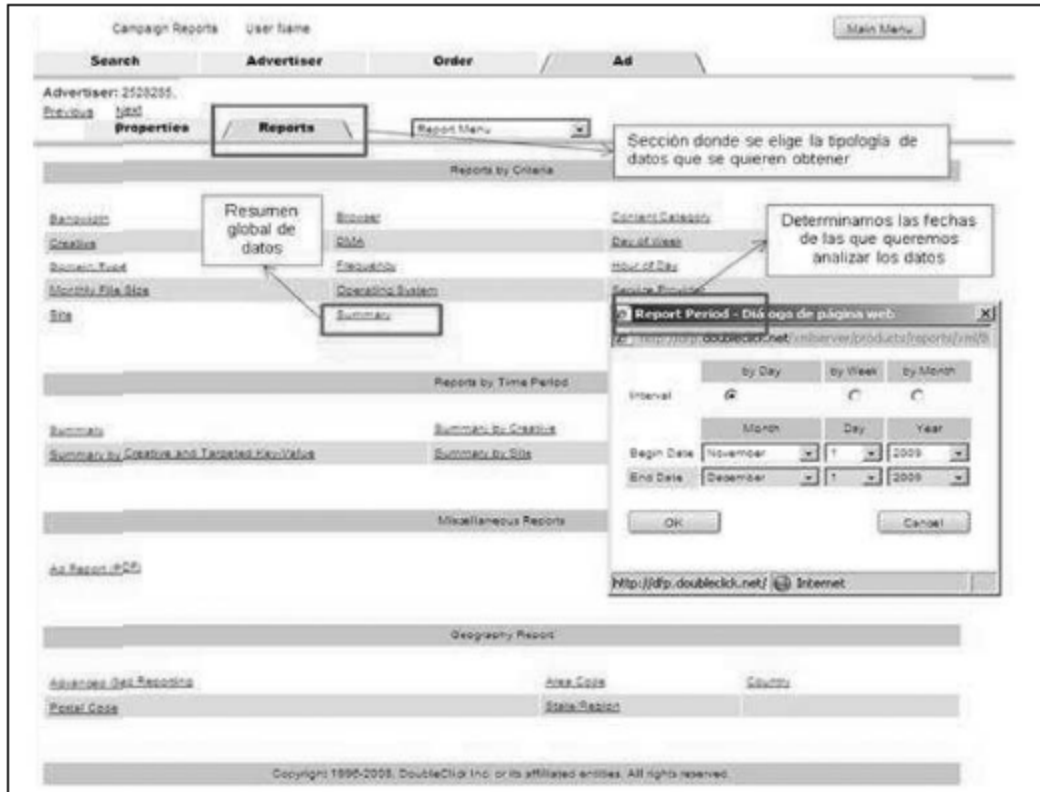 Campaign Reports User Name Main Menu
Search Advertiser Order Ad
Advertiser: 2528285.
Previous Next
Properties Reports Report Menu
Sección donde se elige la tipología de
datos que se quieren obtener
Reports by Criteria
Bandwidth Browser Content Category
Resumen
global de
datos
Determinamos las fechas
de las que queremos
analizar los datos
Creative DMA Day of Week
Domain Type Frequency Hour of Day
Monthly File Size Operating System Service Provider
Site Summary
Report Period - Diálogo de página web
http://dfp.doubleclick.net/xmlserver/products/reports/xml/
by Day by Week by Month
Interval
Month Day Year
Begin Date November 1 2009
End Date December 1 2009
OK Cancel
http://dfp.doubleclick.net/ Internet
Reports by Time Period
Summary Summary by Creative
Summary by Creative and Targeted Key-Value Summary by Site
Miscellaneous Reports
Ad Report (PDF)
Geography Report
Advanced Geo Reporting Area Code Country
Postal Code State/Region
Copyright 1996-2008, DoubleClick Inc. or its affiliated entities. All rights reserved.